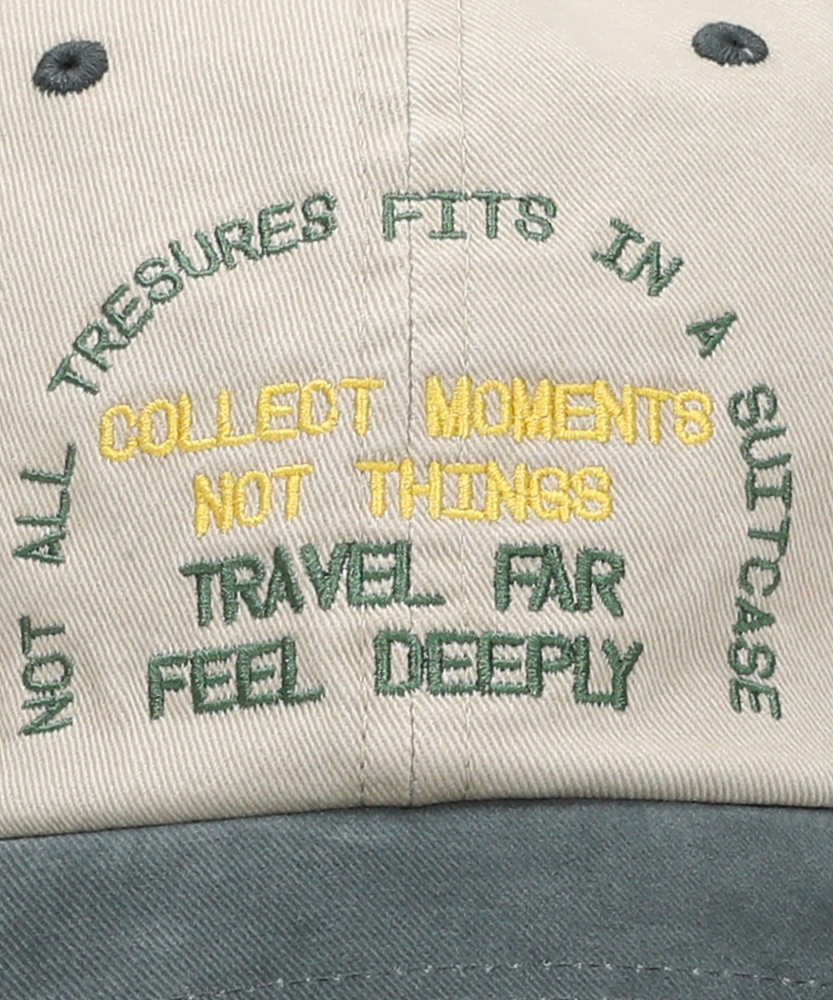 NOT ALL TRESURES FITS IN A SUITCASE
COLLECT MOMENTS
NOT THINGS
TRAVEL FAR
FEEL DEEPLY